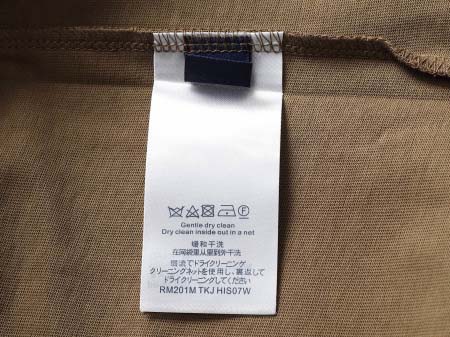 Gentle dry clean
Dry clean inside out in a net
缓和干洗
在网袋里从里到外干洗
ドライクリーニング
クリーニングネットを使用し、裏返して
ドライクリーニングしてください
RM201M TKJ HIS07W